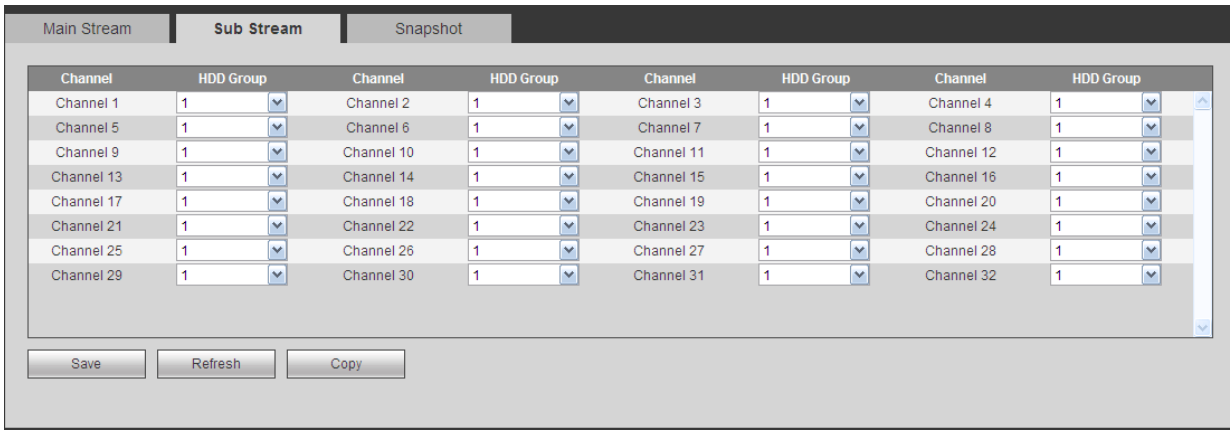 Main Stream Sub Stream Snapshot
Channel HDD Group Channel HDD Group Channel HDD Group Channel HDD Group
Channel 1 1 Channel 2 1 Channel 3 1 Channel 4 1
Channel 5 1 Channel 6 1 Channel 7 1 Channel 8 1
Channel 9 1 Channel 10 1 Channel 11 1 Channel 12 1
Channel 13 1 Channel 14 1 Channel 15 1 Channel 16 1
Channel 17 1 Channel 18 1 Channel 19 1 Channel 20 1
Channel 21 1 Channel 22 1 Channel 23 1 Channel 24 1
Channel 25 1 Channel 26 1 Channel 27 1 Channel 28 1
Channel 29 1 Channel 30 1 Channel 31 1 Channel 32 1
Save Refresh Copy